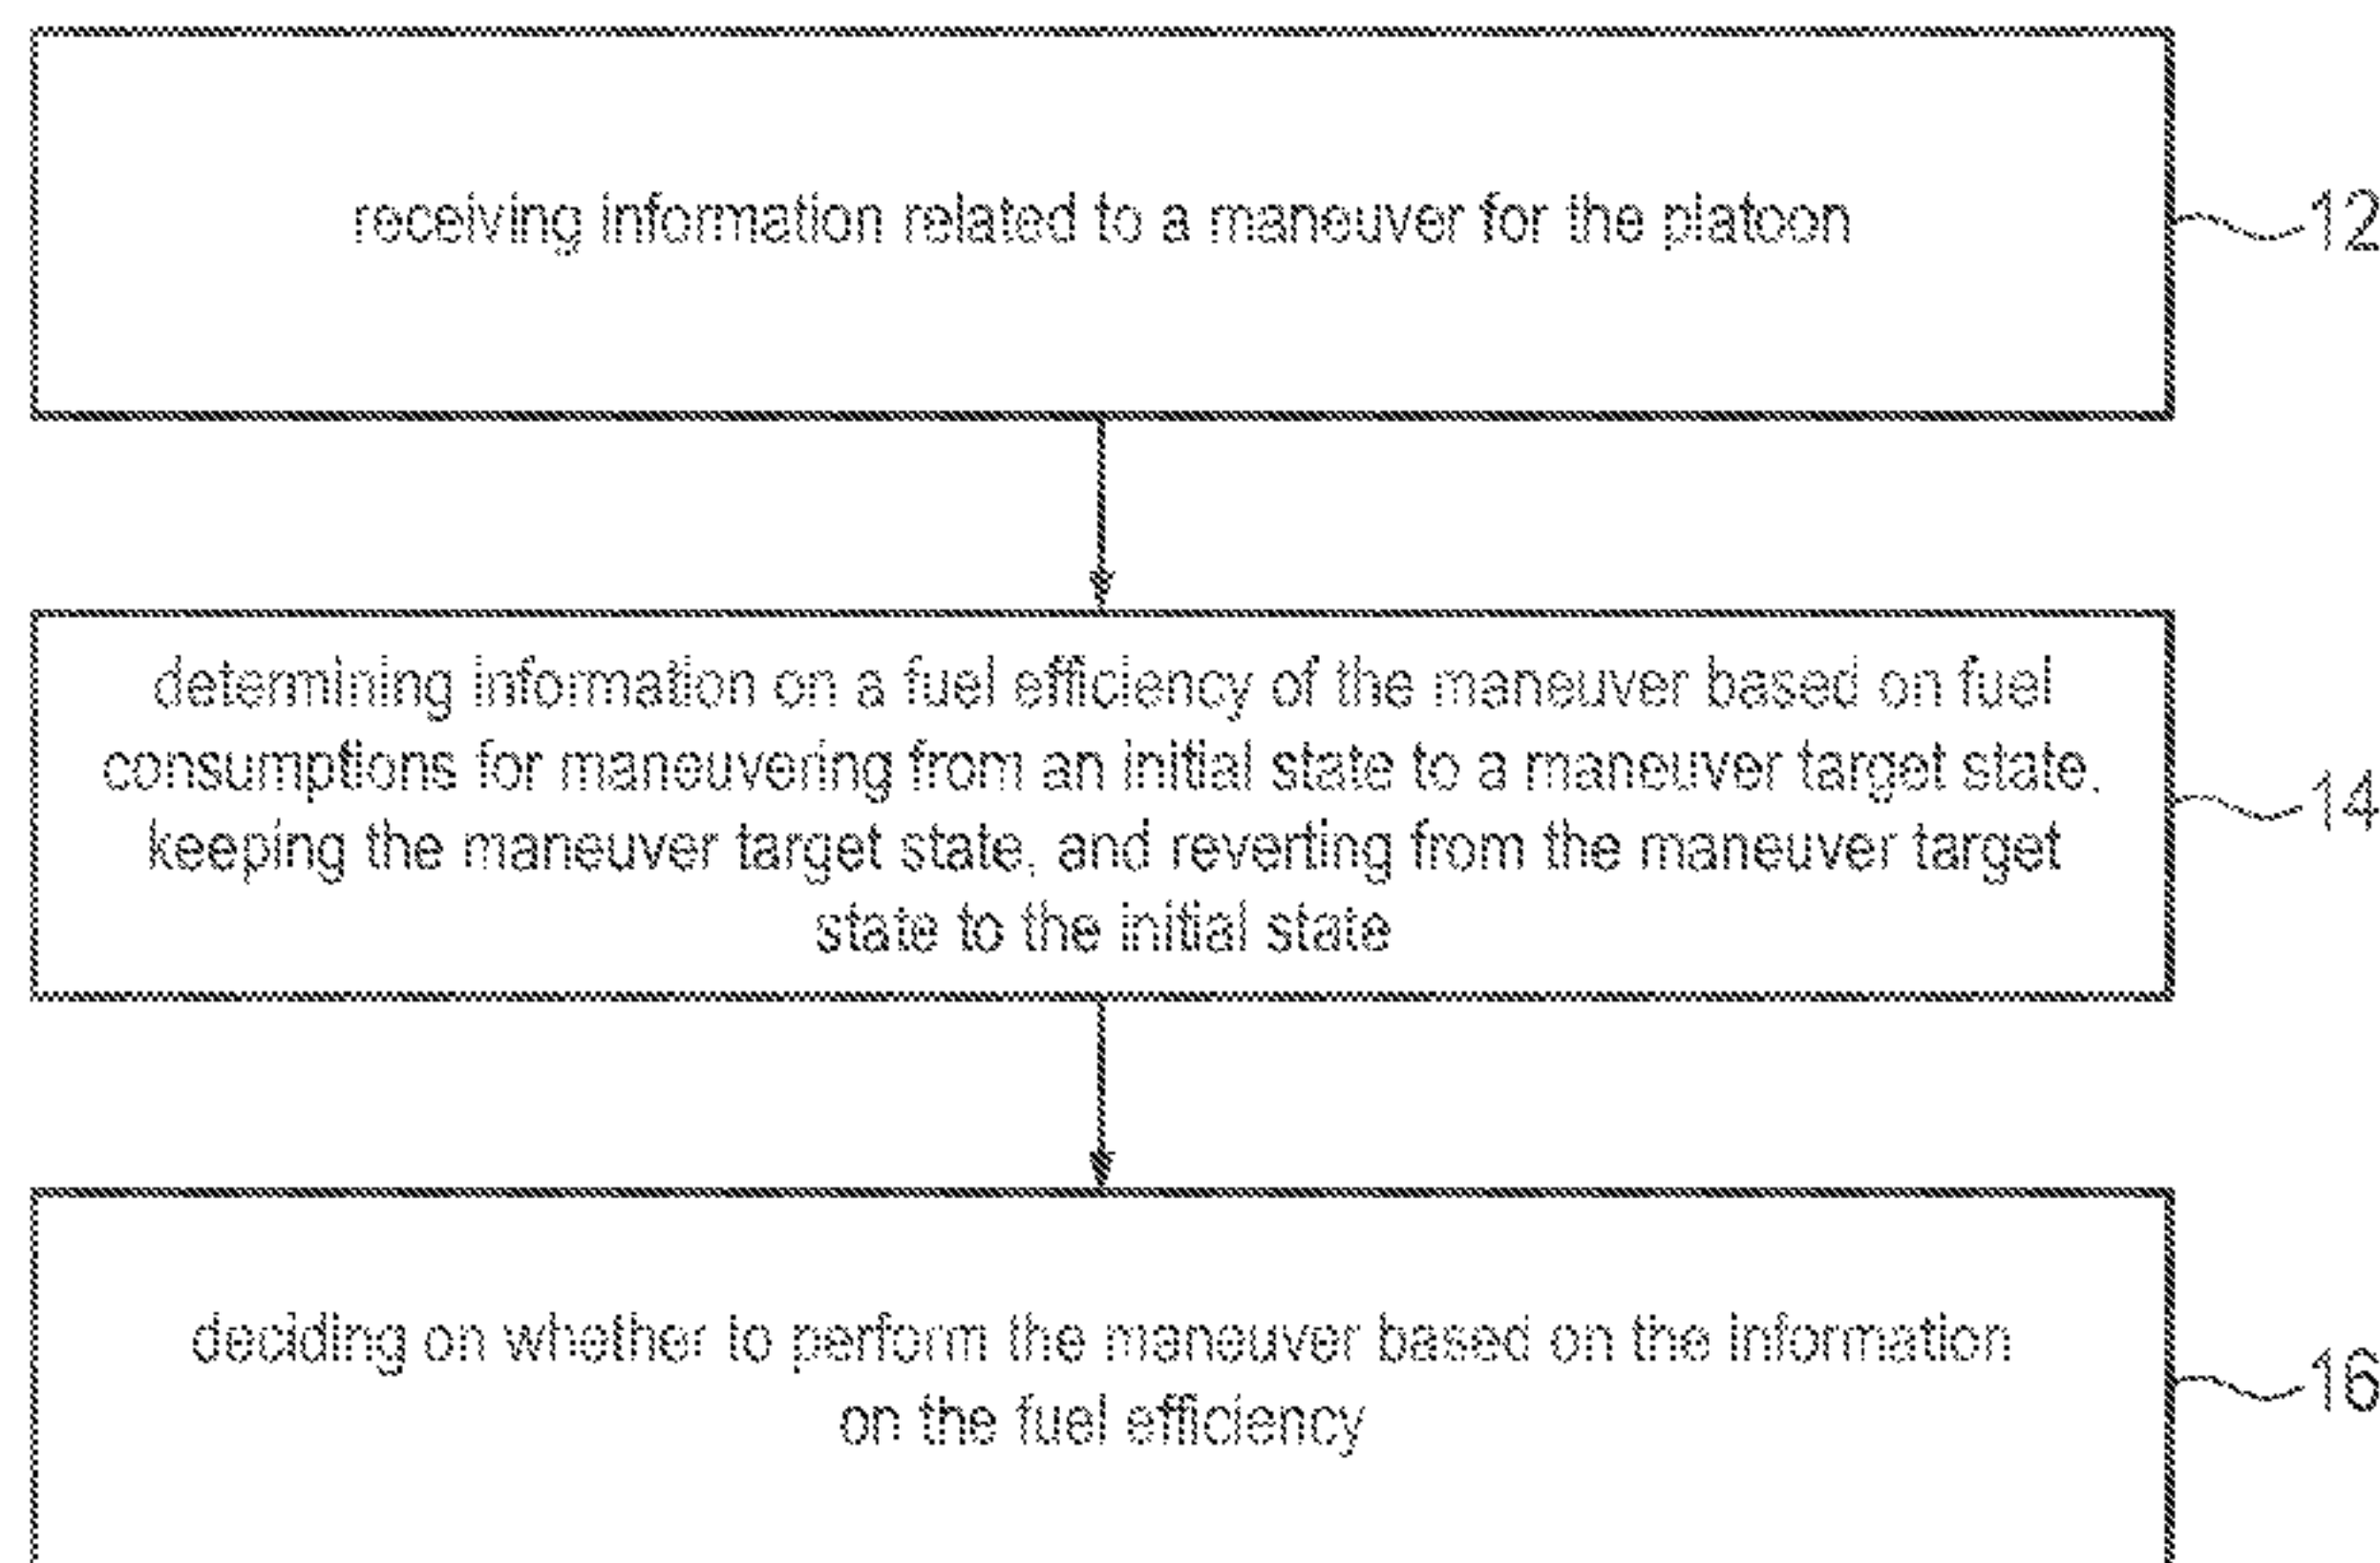 receiving information related to a maneuver for the platoon
12
determining information on a fuel efficiency of the maneuver based on fuel
consumptions for maneuvering from an initial state to a maneuver target state,
keeping the maneuver target state, and reverting from the maneuver target
state to the initial state
14
deciding on whether to perform the maneuver based on the information
on the fuel efficiency
16